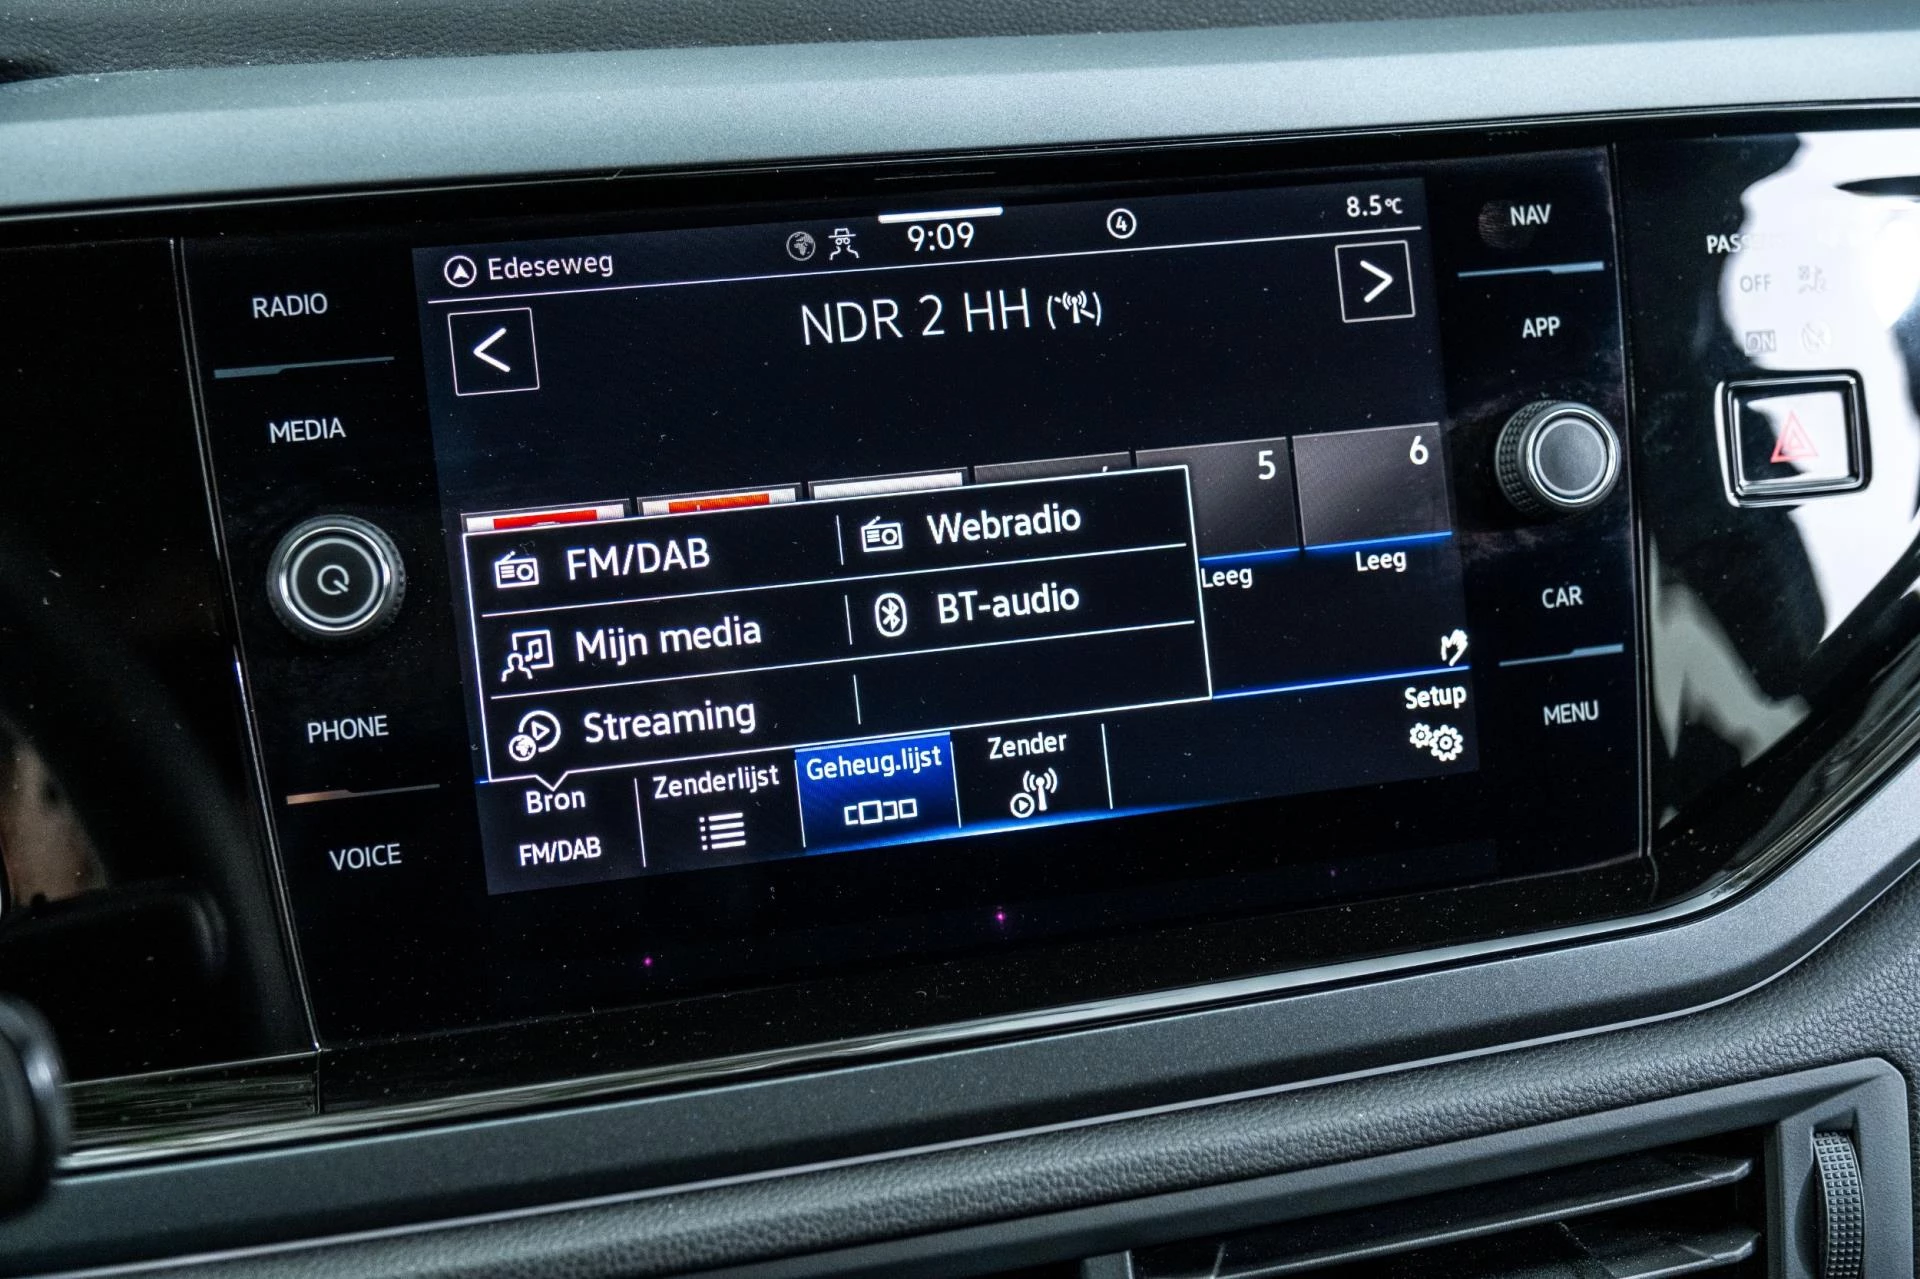 Edeseweg
9:09
4
8.5°C
NDR 2 HH
5
6
Leeg
Leeg
FM/DAB
Webradio
Mijn media
BT-audio
Streaming
Bron
FM/DAB
Zenderlijst
Geheug.lijst
Zender
Setup
RADIO
MEDIA
PHONE
VOICE
NAV
APP
CAR
MENU
OFF
ON